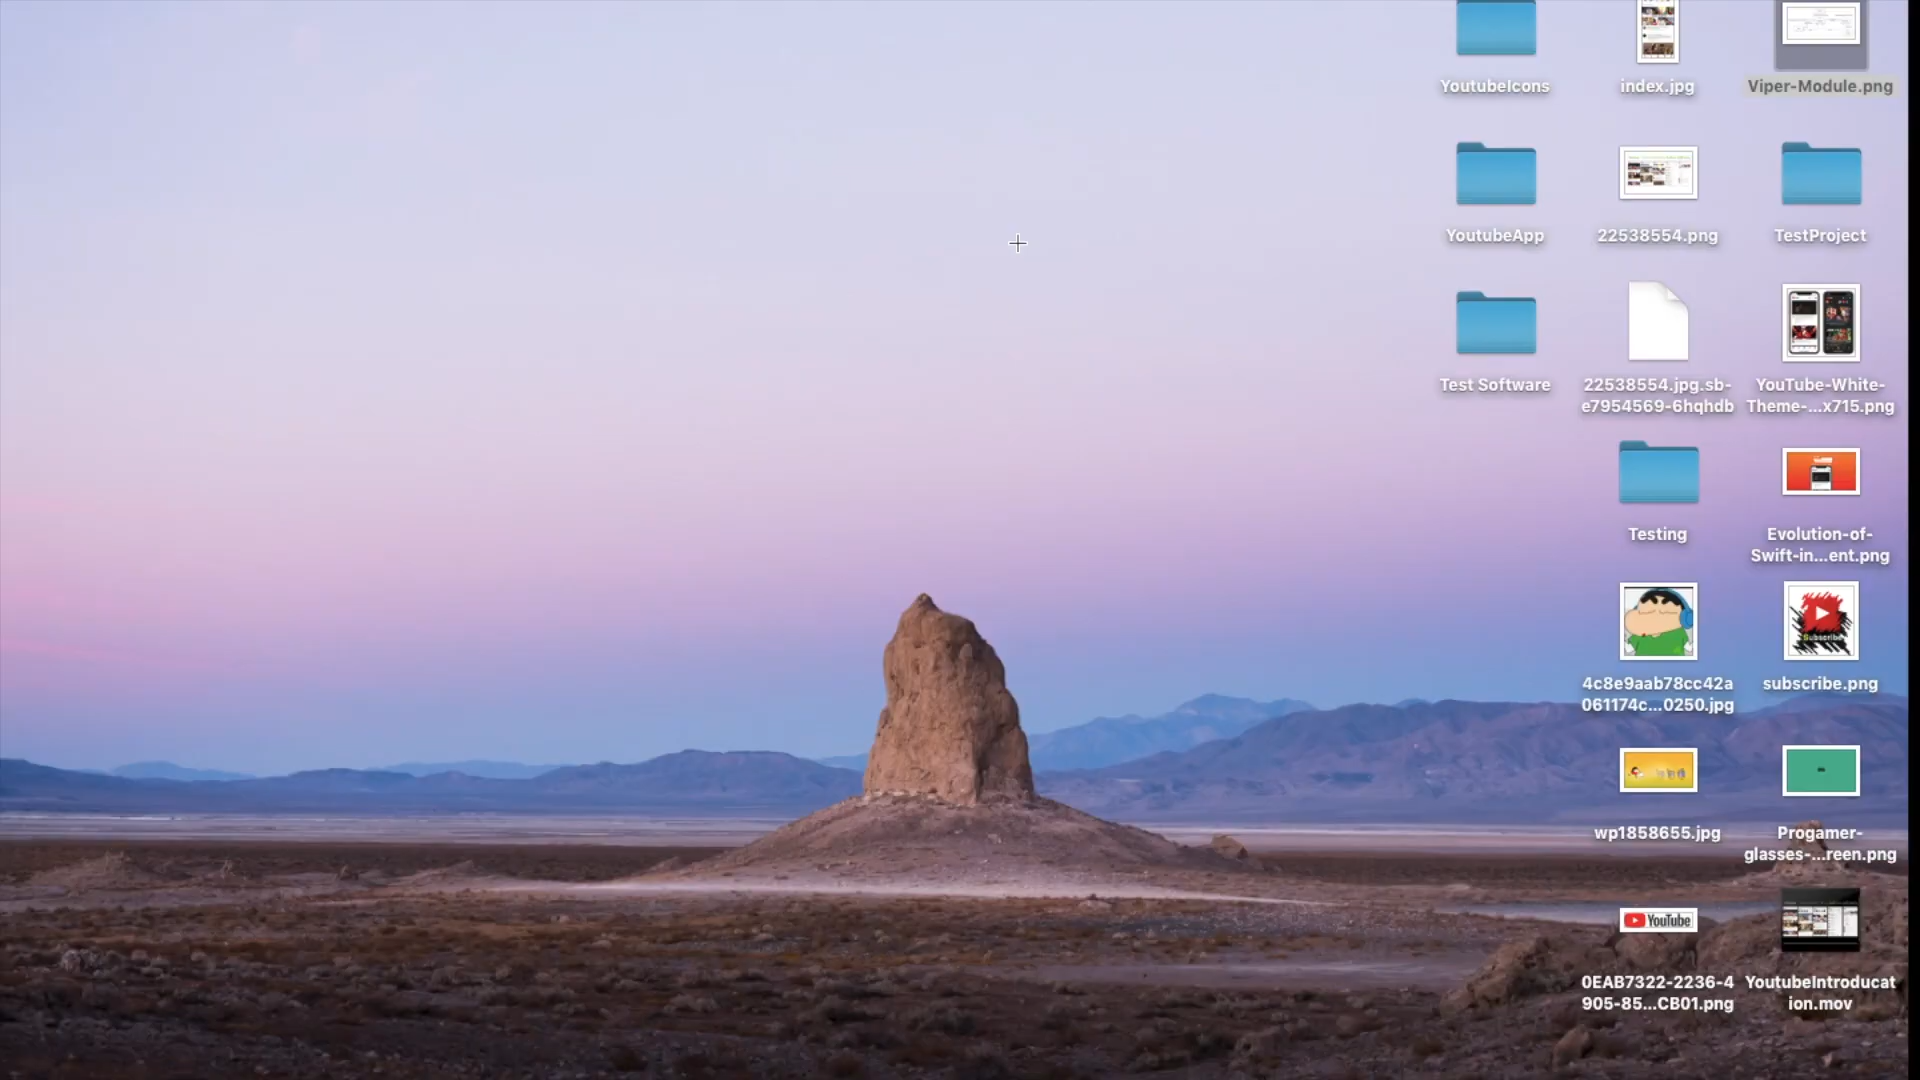 YoutubeIcons
index.jpg
Viper-Module.png
YoutubeApp
22538554.png
TestProject
Test Software
22538554.jpg.sb-
e7954569-6hqhdb
YouTube-White-
Theme-...x715.png
Testing
Evolution-of-
Swift-in...ent.png
Subscribe
4c8e9aab78cc42a
061174c...0250.jpg
subscribe.png
wp1858655.jpg
Progamer-
glasses-...reen.png
YouTube
0EAB7322-2236-4
905-85...CB01.png
YoutubeIntroducat
ion.mov